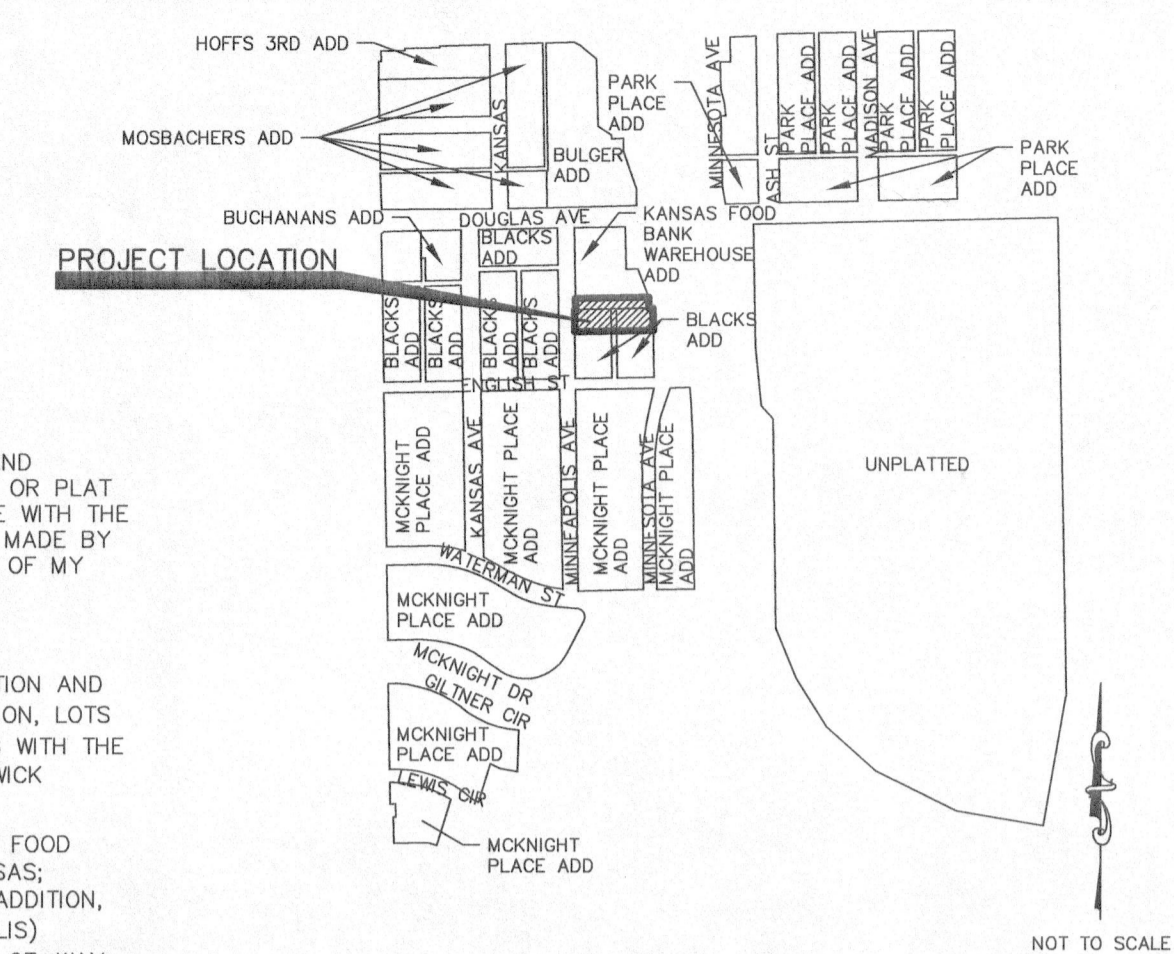 HOFFS 3RD ADD
MOSBACHERS ADD
KANSAS
BULGER
ADD
PARK
PLACE
ADD
MINNESOTA AVE
ASH ST
PARK
PLACE ADD
PARK
PLACE ADD
MADISON AVE
PARK
PLACE ADD
PARK
PLACE ADD
PARK
PLACE
ADD
BUCHANANS ADD
DOUGLAS AVE
BLACKS
ADD
KANSAS FOOD
BANK
WAREHOUSE
ADD
PROJECT LOCATION
BLACKS
ADD
BLACKS
ADD
BLACKS
ADD
BLACKS
ADD
BLACKS
ADD
ENGLISH ST
MCKNIGHT
PLACE ADD
KANSAS AVE
MCKNIGHT PLACE
ADD
MINNEAPOLIS AVE
MCKNIGHT PLACE
ADD
MINNESOTA AVE
MCKNIGHT PLACE
ADD
UNPLATTED
WATERMAN ST
MCKNIGHT
PLACE ADD
MCKNIGHT DR
GILTNER CIR
MCKNIGHT
PLACE ADD
LEWIS CIR
MCKNIGHT
PLACE ADD
NOT TO SCALE
ND
OR PLAT
E WITH THE
MADE BY
OF MY
TION AND
ON, LOTS
WITH THE
WICK
FOOD
SAS;
ADDITION,
LIS)